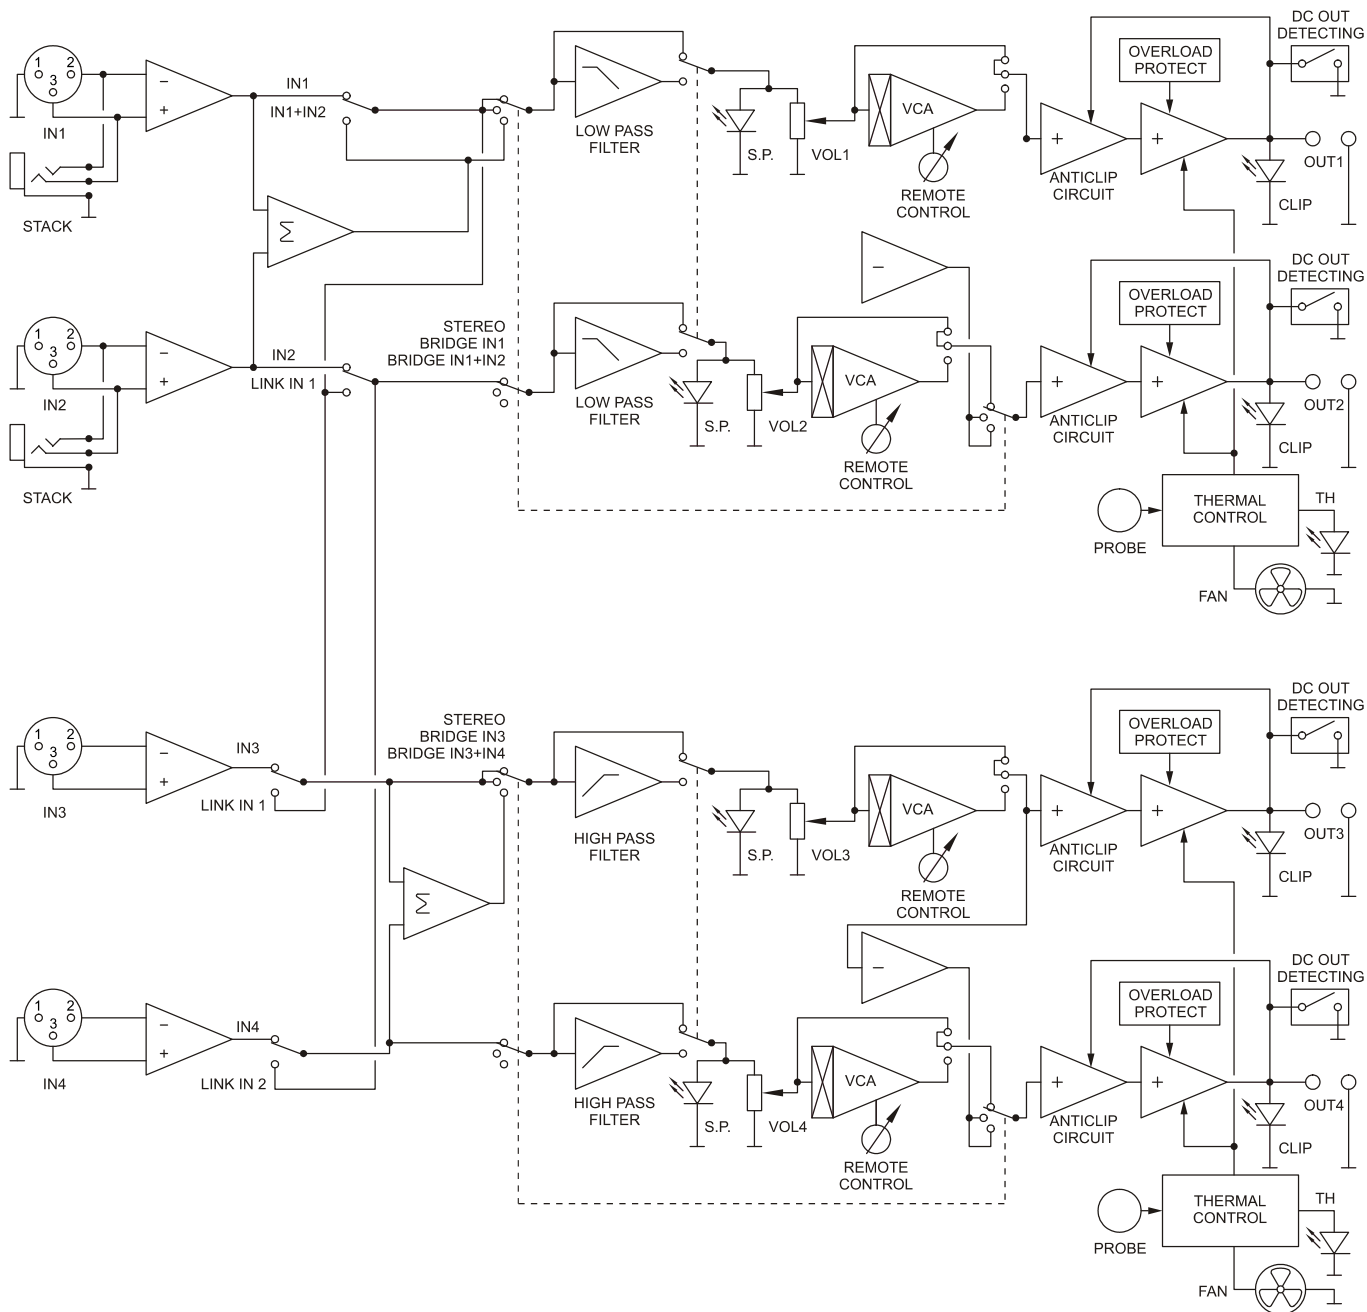 DC OUT
DETECTING
1
2
3
−
+
IN1
IN1+IN2
OVERLOAD
PROTECT
IN1
LOW PASS
FILTER
VCA
+
+
S.P.
VOL1
REMOTE
CONTROL
ANTICLIP
CIRCUIT
OUT1
CLIP
STACK
Σ
−
DC OUT
DETECTING
1
2
3
−
+
IN2
LINK IN 1
STEREO
BRIDGE IN1
BRIDGE IN1+IN2
OVERLOAD
PROTECT
IN2
LOW PASS
FILTER
VCA
+
+
S.P.
VOL2
REMOTE
CONTROL
ANTICLIP
CIRCUIT
OUT2
CLIP
STACK
THERMAL
CONTROL
TH
PROBE
FAN
DC OUT
DETECTING
1
2
3
−
+
IN3
LINK IN 1
STEREO
BRIDGE IN3
BRIDGE IN3+IN4
OVERLOAD
PROTECT
IN3
HIGH PASS
FILTER
VCA
+
+
S.P.
VOL3
REMOTE
CONTROL
ANTICLIP
CIRCUIT
OUT3
CLIP
Σ
−
DC OUT
DETECTING
1
2
3
−
+
IN4
LINK IN 2
OVERLOAD
PROTECT
IN4
HIGH PASS
FILTER
VCA
+
+
S.P.
VOL4
REMOTE
CONTROL
ANTICLIP
CIRCUIT
OUT4
CLIP
THERMAL
CONTROL
TH
PROBE
FAN